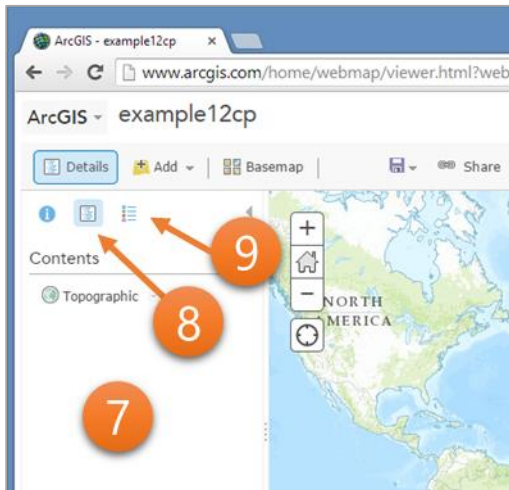 ArcGIS - example12cp ×
www.arcgis.com/home/webmap/viewer.html?web
ArcGIS example12cp
Details Add Basemap Share
9
Contents
Topographic
8
7
+
−
NORTH
MERICA